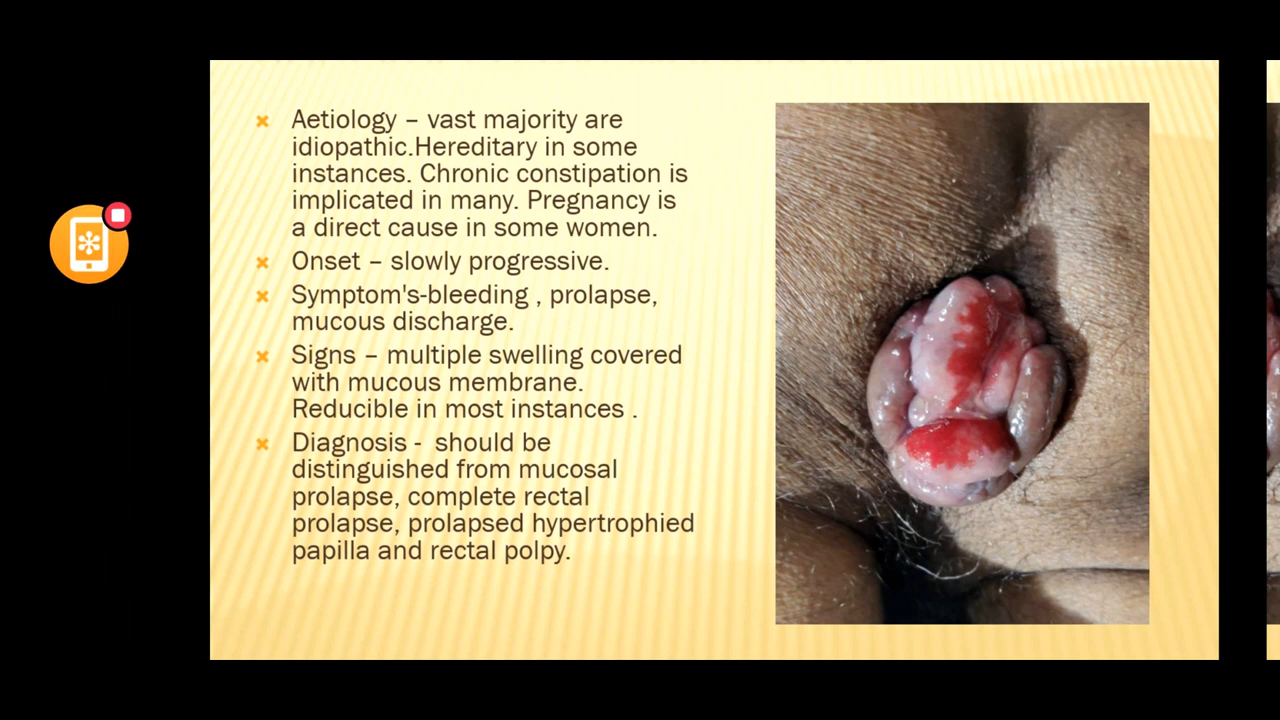 Aetiology – vast majority are
idiopathic.Hereditary in some
instances. Chronic constipation is
implicated in many. Pregnancy is
a direct cause in some women.
Onset – slowly progressive.
Symptom's-bleeding , prolapse,
mucous discharge.
Signs – multiple swelling covered
with mucous membrane.
Reducible in most instances .
Diagnosis - should be
distinguished from mucosal
prolapse, complete rectal
prolapse, prolapsed hypertrophied
papilla and rectal polpy.